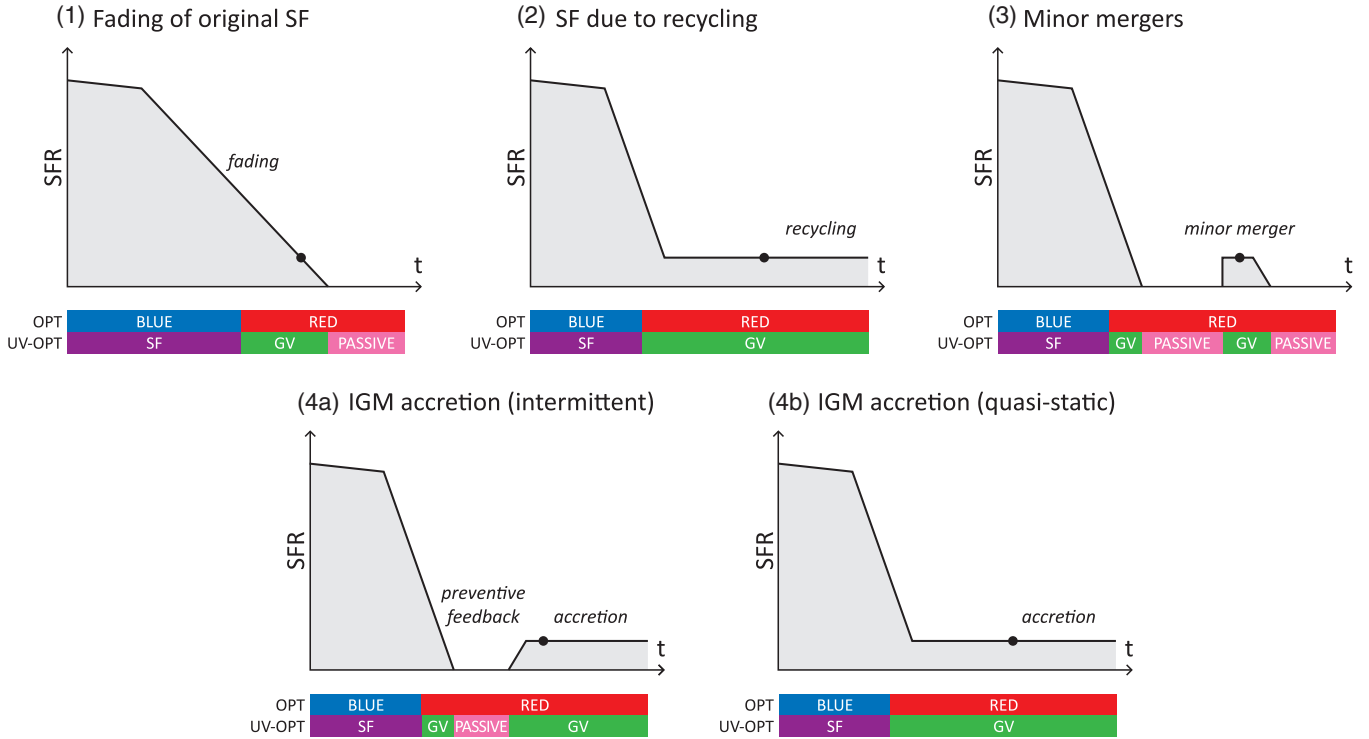 (1) Fading of original SF
SFR
fading
t
OPT BLUE RED
UV-OPT SF GV PASSIVE
(2) SF due to recycling
SFR
recycling
t
OPT BLUE RED
UV-OPT SF GV
(3) Minor mergers
SFR
minor merger
t
OPT BLUE RED
UV-OPT SF GV PASSIVE GV PASSIVE
(4a) IGM accretion (intermittent)
SFR
preventive
feedback accretion
t
OPT BLUE RED
UV-OPT SF GV PASSIVE GV
(4b) IGM accretion (quasi-static)
SFR
accretion
t
OPT BLUE RED
UV-OPT SF GV